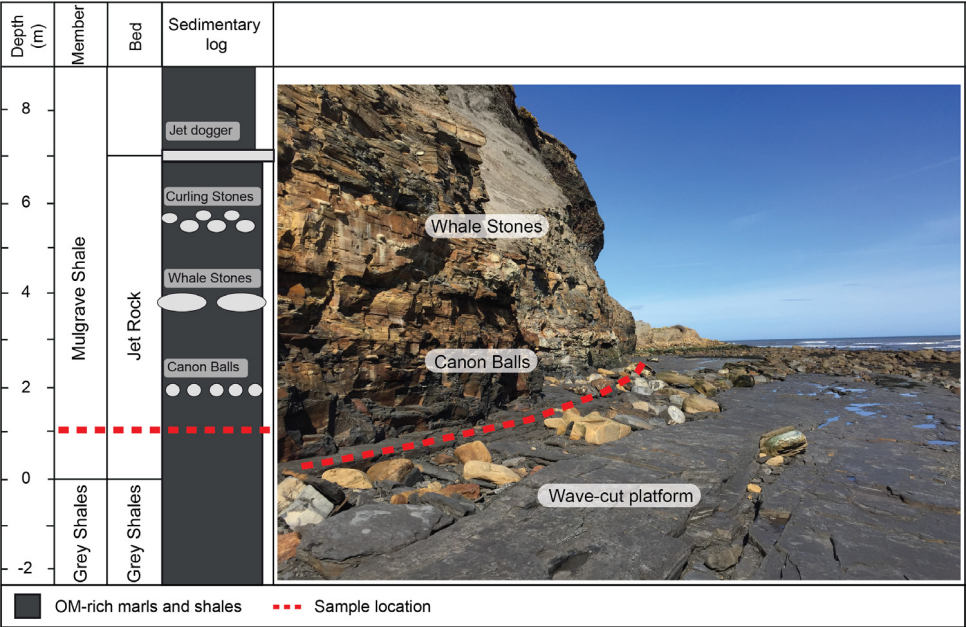 Depth
(m)
Member
Bed
Sedimentary
log
8
6
4
2
0
-2
Mulgrave Shale
Grey Shales
Jet Rock
Grey Shales
Jet dogger
Curling Stones
Whale Stones
Canon Balls
Whale Stones
Canon Balls
Wave-cut platform
OM-rich marls and shales
Sample location